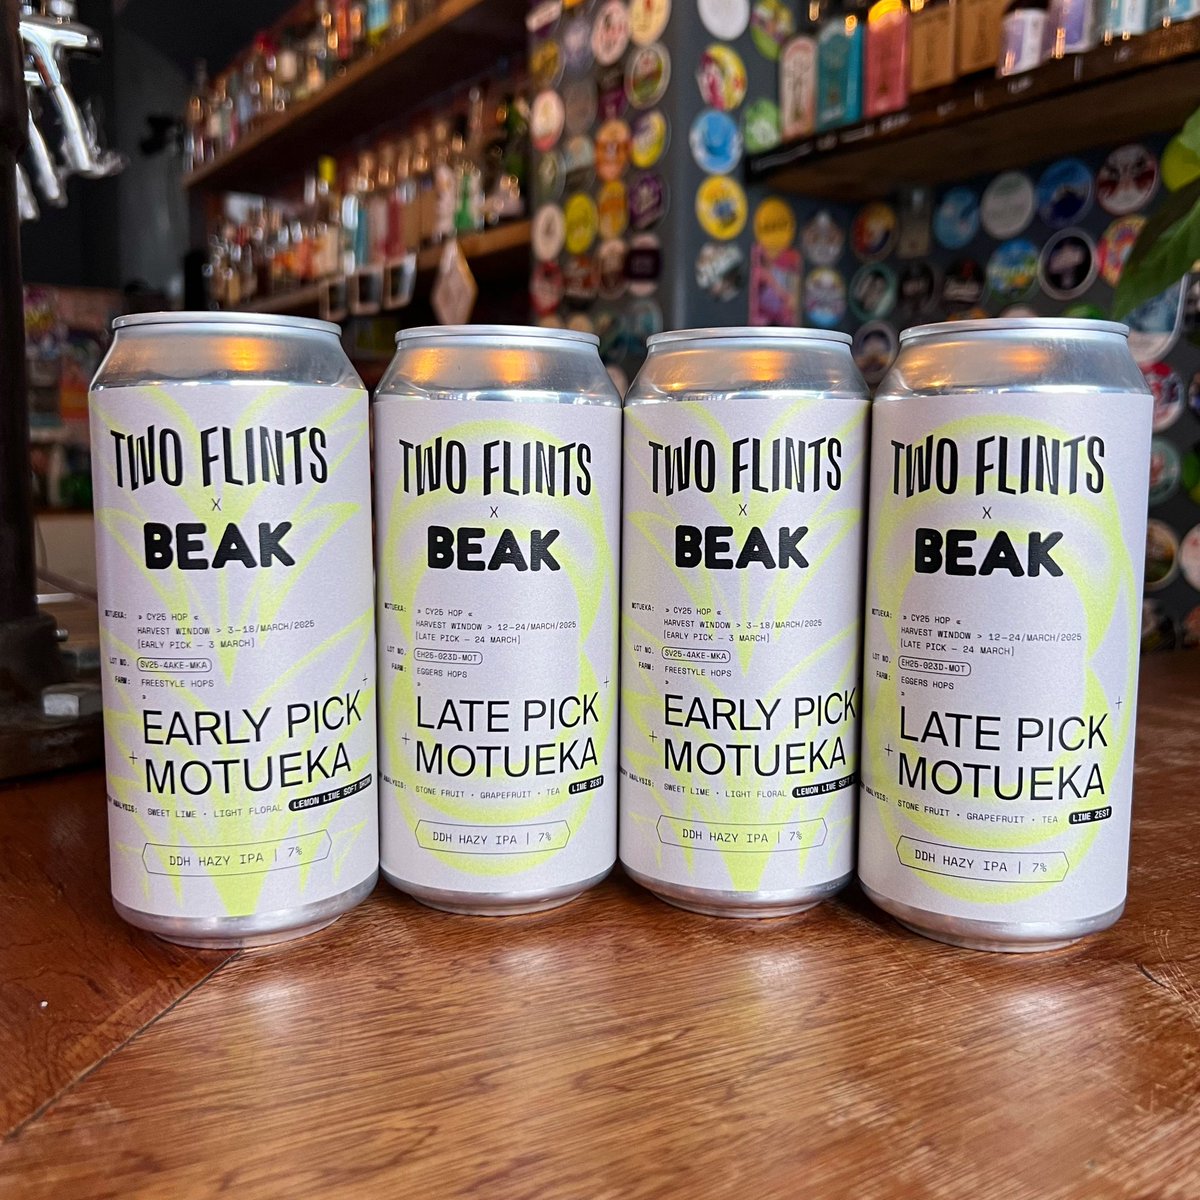 TWO FLINTS
X
BEAK
MOTUEKA: » CY25 HOP «
HARVEST WINDOW > 3-18/MARCH/2025
[EARLY PICK — 3 MARCH]
LOT NO. SV25-4AKE-MKA
FARM: FREESTYLE HOPS
»
EARLY PICK
MOTUEKA
ANALYSIS: SWEET LIME • LIGHT FLORAL LEMON LIME SOFT
DDH HAZY IPA | 7%
TWO FLINTS
X
BEAK
MOTUEKA: » CY25 HOP «
HARVEST WINDOW > 12-24/MARCH/2025
[LATE PICK — 24 MARCH]
LOT NO. EH25-023D-MOT
FARM: EGGERS HOPS
»
LATE PICK
MOTUEKA
ANALYSIS: STONE FRUIT • GRAPEFRUIT • TEA LIME ZEST
DDH HAZY IPA | 7%
TWO FLINTS
X
BEAK
MOTUEKA: » CY25 HOP «
HARVEST WINDOW > 3-18/MARCH/2025
[EARLY PICK — 3 MARCH]
LOT NO. SV25-4AKE-MKA
FARM: FREESTYLE HOPS
»
EARLY PICK
MOTUEKA
ANALYSIS: SWEET LIME • LIGHT FLORAL LEMON LIME SOFT
DDH HAZY IPA | 7%
TWO FLINTS
X
BEAK
MOTUEKA: » CY25 HOP «
HARVEST WINDOW > 12-24/MARCH/2025
[LATE PICK — 24 MARCH]
LOT NO. EH25-023D-MOT
FARM: EGGERS HOPS
»
LATE PICK
MOTUEKA
ANALYSIS: STONE FRUIT • GRAPEFRUIT • TEA LIME ZEST
DDH HAZY IPA | 7%